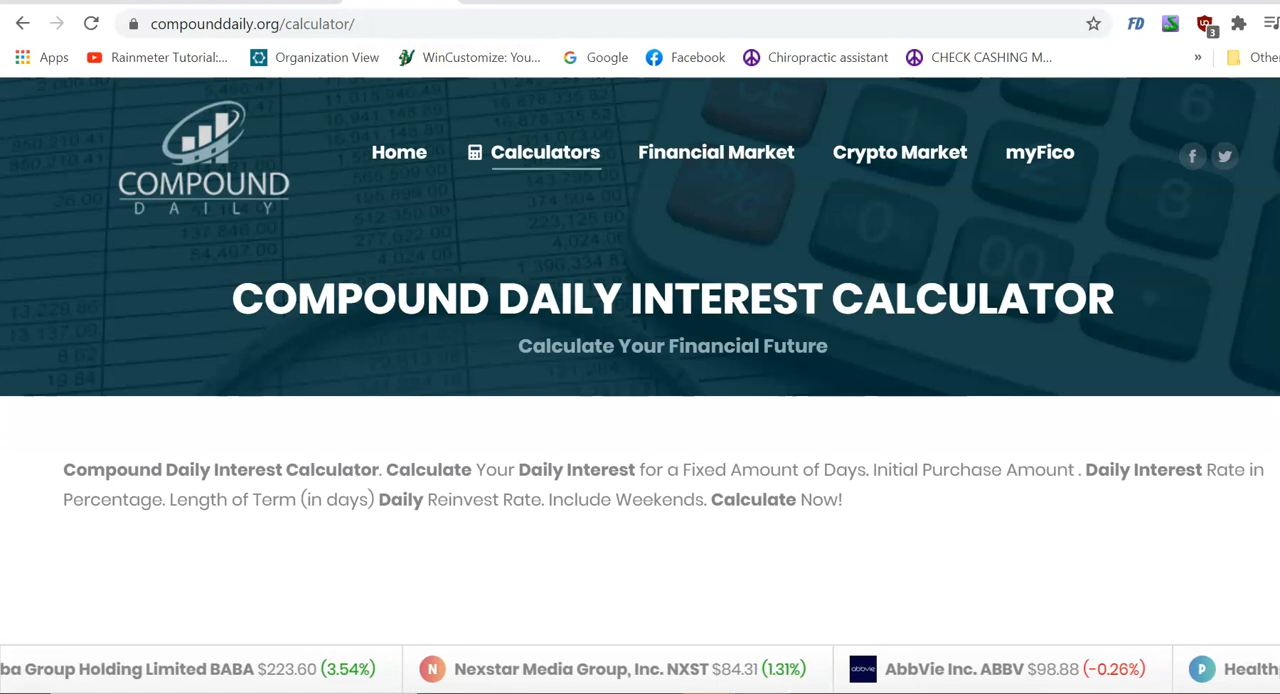 compounddaily.org/calculator/
FD
3
Apps Rainmeter Tutorial:... Organization View WinCustomize: You... Google Facebook Chiropractic assistant CHECK CASHING M... » Other
COMPOUND
DAILY
Home Calculators Financial Market Crypto Market myFico
COMPOUND DAILY INTEREST CALCULATOR
Calculate Your Financial Future
Compound Daily Interest Calculator. Calculate Your Daily Interest for a Fixed Amount of Days. Initial Purchase Amount . Daily Interest Rate in
Percentage. Length of Term (in days) Daily Reinvest Rate. Include Weekends. Calculate Now!
ba Group Holding Limited BABA $223.60 (3.54%) N Nexstar Media Group, Inc. NXST $84.31 (1.31%) abbvie AbbVie Inc. ABBV $98.88 (-0.26%) P Health